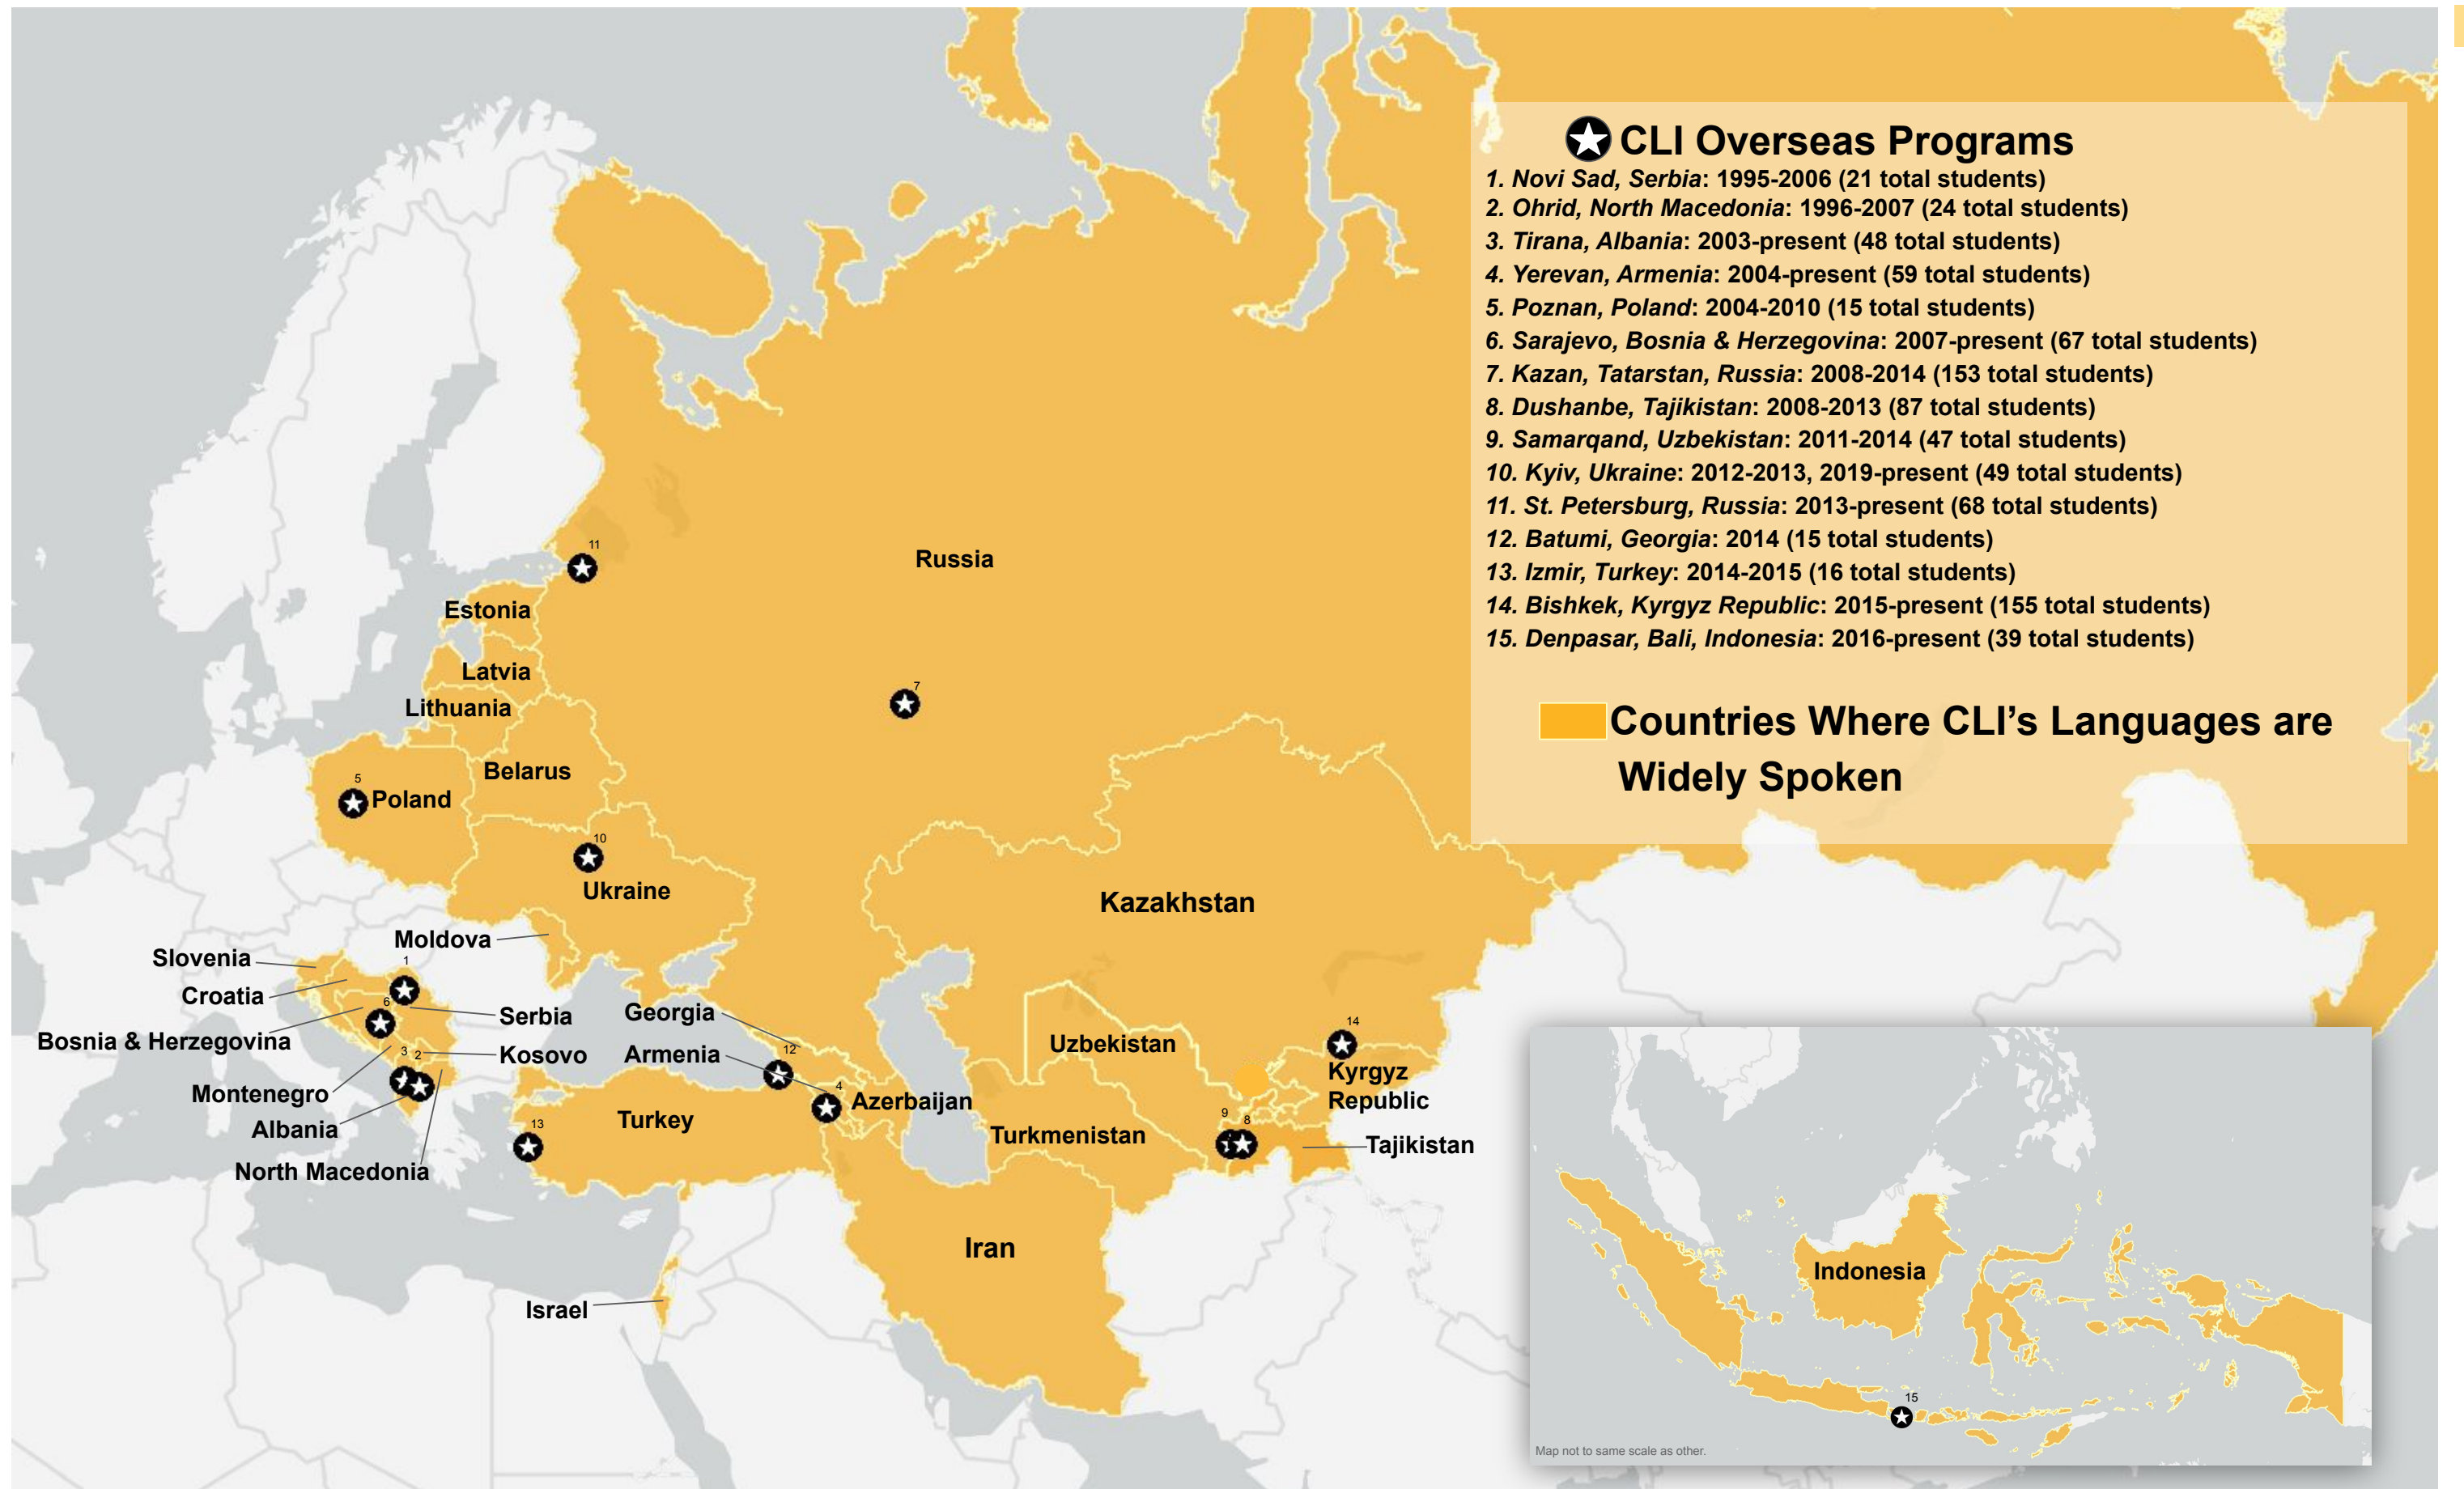 CLI Overseas Programs
1. Novi Sad, Serbia: 1995-2006 (21 total students)
2. Ohrid, North Macedonia: 1996-2007 (24 total students)
3. Tirana, Albania: 2003-present (48 total students)
4. Yerevan, Armenia: 2004-present (59 total students)
5. Poznan, Poland: 2004-2010 (15 total students)
6. Sarajevo, Bosnia & Herzegovina: 2007-present (67 total students)
7. Kazan, Tatarstan, Russia: 2008-2014 (153 total students)
8. Dushanbe, Tajikistan: 2008-2013 (87 total students)
9. Samarqand, Uzbekistan: 2011-2014 (47 total students)
10. Kyiv, Ukraine: 2012-2013, 2019-present (49 total students)
11. St. Petersburg, Russia: 2013-present (68 total students)
12. Batumi, Georgia: 2014 (15 total students)
13. Izmir, Turkey: 2014-2015 (16 total students)
14. Bishkek, Kyrgyz Republic: 2015-present (155 total students)
15. Denpasar, Bali, Indonesia: 2016-present (39 total students)
Countries Where CLI's Languages are
Widely Spoken
11
Russia
Estonia
Latvia
7
Lithuania
Belarus
5
Poland
10
Ukraine
Kazakhstan
Moldova
Slovenia
1
Croatia
6
Serbia
Georgia
Bosnia & Herzegovina
3
2
Kosovo
Armenia
12
Uzbekistan
14
Kyrgyz
Republic
Montenegro
4
Azerbaijan
Albania
13
Turkey
Turkmenistan
9
8
Tajikistan
North Macedonia
Iran
Israel
Indonesia
15
Map not to same scale as other.